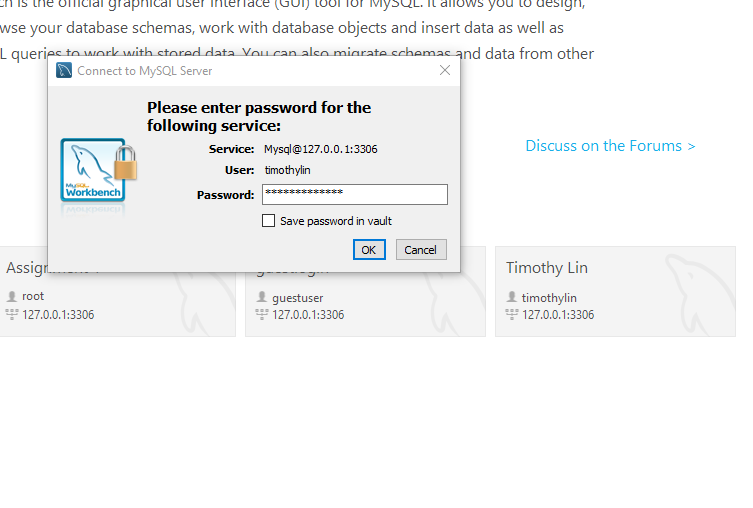 ch is the official graphical user interface (GUI) tool for MySQL. It allows you to design,
wse your database schemas, work with database objects and insert data as well as
L queries to work with stored data. You can also migrate schemas and data from other
Connect to MySQL Server
Please enter password for the
following service:
Service: Mysql@127.0.0.1:3306
User: timothylin
Password: *************
Save password in vault
OK Cancel
MySQL
Workbench
Discuss on the Forums >
Timothy Lin
root
127.0.0.1:3306
guestuser
127.0.0.1:3306
timothylin
127.0.0.1:3306